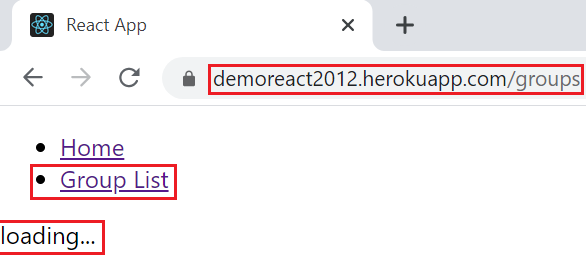 React App
demoreact2012.herokuapp.com/groups
Home
Group List
loading...